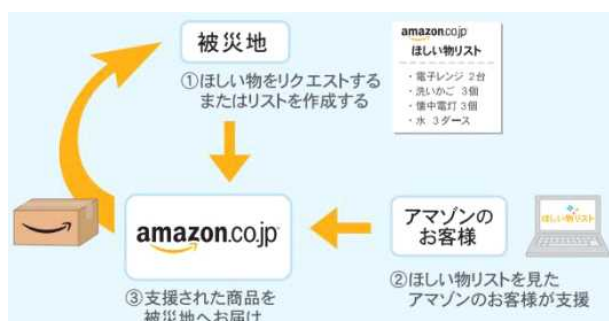 被災地
①ほしい物をリクエストする
またはリストを作成する
amazon.co.jp
ほしい物リスト
・電子レンジ 2台
・洗いかご 3個
・懐中電灯 3個
・水 3ダース
amazon.co.jp
アマゾンの
お客様
ほしい物リスト
②ほしい物リストを見た
アマゾンのお客様が支援
③支援された商品を
被災地へお届け